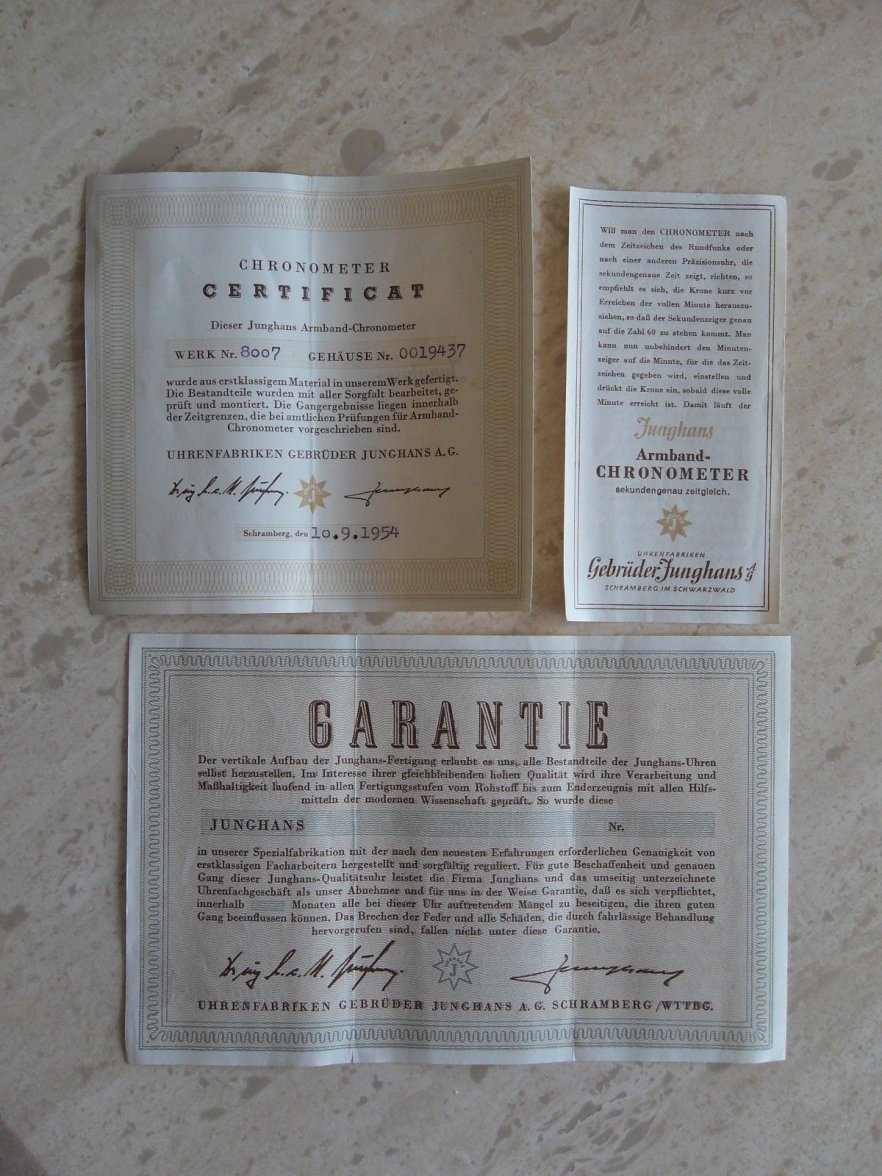 CHRONOMETER
CERTIFICAT
Dieser Junghans Armband-Chronometer
WERK Nr. 8007 GEHÄUSE Nr. 0019437
wurde aus erstklassigem Material in unserem Werk gefertigt.
Die Bestandteile wurden mit aller Sorgfalt bearbeitet, ge-
prüft und montiert. Die Gangergebnisse liegen innerhalb
der Zeitgrenzen, die bei amtlichen Prüfungen für Armband-
Chronometer vorgeschrieben sind.
UHRENFABRIKEN GEBRÜDER JUNGHANS A.G.
J
Schramberg, den 10.9.1954
Will man den CHRONOMETER nach
dem Zeitzeichen des Rundfunks oder
nach einer anderen Präzisionsuhr, die
sekundengenaue Zeit zeigt, richten, so
empfiehlt es sich, die Krone kurz vor
Erreichen der vollen Minute herauszu-
ziehen, so daß der Sekundenzeiger genau
auf die Zahl 60 zu stehen kommt. Man
kann nun unbehindert den Minuten-
zeiger auf die Minute, für die das Zeit-
zeichen gegeben wird, einstellen und
drückt die Krone ein, sobald diese volle
Minute erreicht ist. Damit läuft der
Junghans
Armband-
CHRONOMETER
sekundengenau zeitgleich.
J
UHRENFABRIKEN
Gebrüder Junghans AG
SCHRAMBERG IM SCHWARZWALD
GARANTIE
Der vertikale Aufbau der Junghans-Fertigung erlaubt es uns, alle Bestandteile der Junghans-Uhren
selbst herzustellen. Im Interesse ihrer gleichbleibenden hohen Qualität wird ihre Verarbeitung und
Maßhaltigkeit laufend in allen Fertigungsstufen vom Rohstoff bis zum Enderzeugnis mit allen Hilfs-
mitteln der modernen Wissenschaft geprüft. So wurde diese
JUNGHANS Nr.
in unserer Spezialfabrikation mit der nach den neuesten Erfahrungen erforderlichen Genauigkeit von
erstklassigen Facharbeitern hergestellt und sorgfältig reguliert. Für gute Beschaffenheit und genauen
Gang dieser Junghans-Qualitätsuhr leistet die Firma Junghans und das umseitig unterzeichnete
Uhrenfachgeschäft als unser Abnehmer und für uns in der Weise Garantie, daß es sich verpflichtet,
innerhalb Monaten alle bei dieser Uhr auftretenden Mängel zu beseitigen, die ihren guten
Gang beeinflussen können. Das Brechen der Feder und alle Schäden, die durch fahrlässige Behandlung
hervorgerufen sind, fallen nicht unter diese Garantie.
J
UHRENFABRIKEN GEBRÜDER JUNGHANS A.G. SCHRAMBERG/WTTBG.